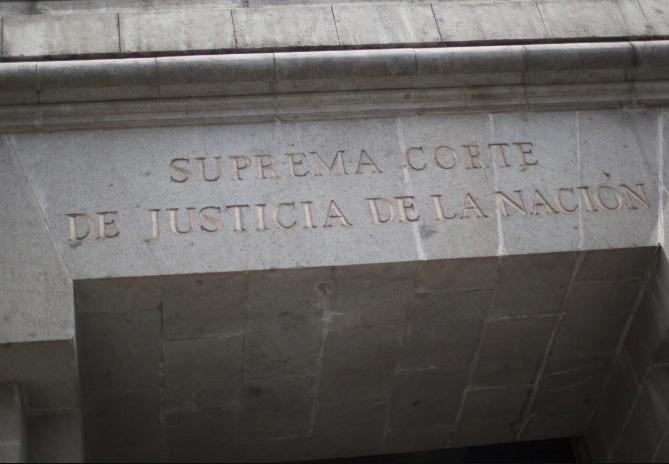 SUPREMA CORTE
DE JUSTICIA DE LA NACIÓN